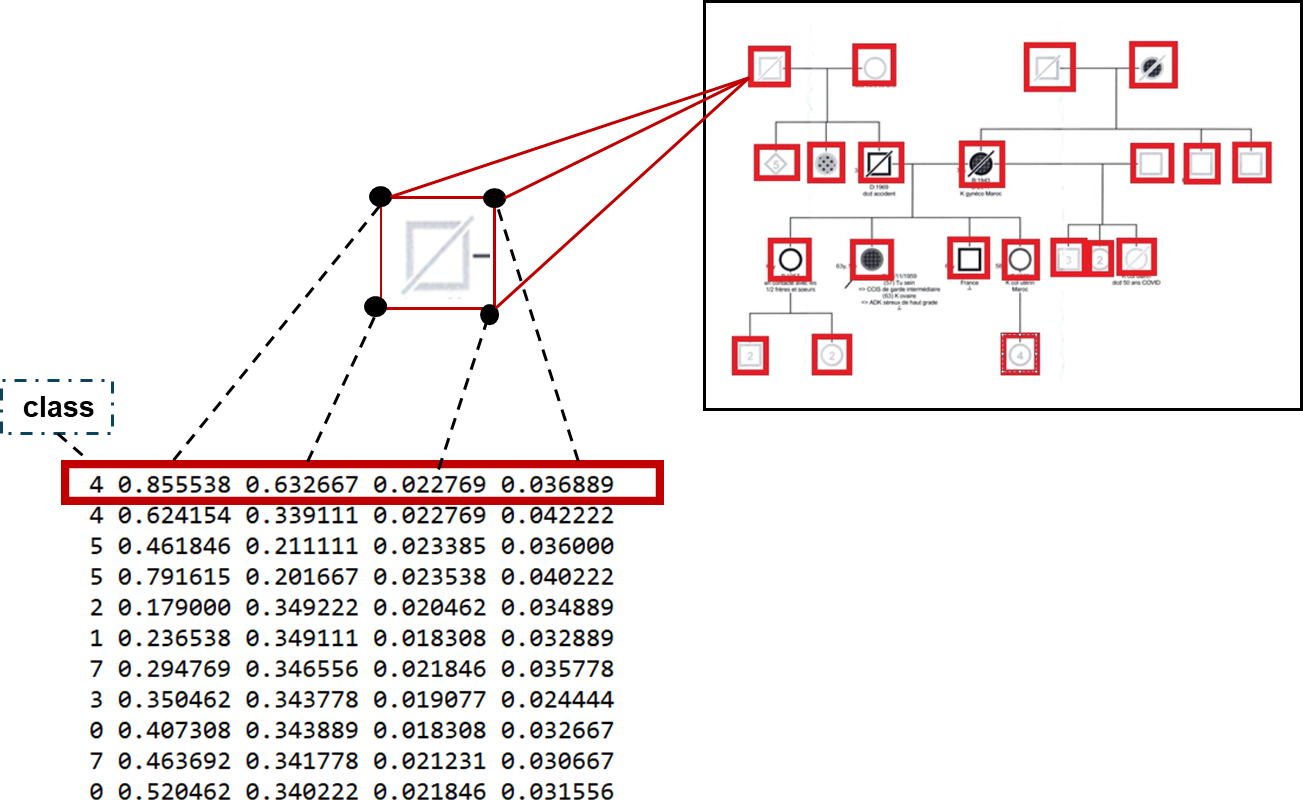 5
D.1969
dcd accident
K gynéco Maroc
3
2
63y,
1/2 frères et soeurs
(57) Tu sein
=> CCIS de garde intermédiaire
(63) K ovaire
=> ADK séreux de haut grade
France
K col utérin
Maroc
dcd 50 ans COVID
2
2
4
class
4 0.855538 0.632667 0.022769 0.036889
4 0.624154 0.339111 0.022769 0.042222
5 0.461846 0.211111 0.023385 0.036000
5 0.791615 0.201667 0.023538 0.040222
2 0.179000 0.349222 0.020462 0.034889
1 0.236538 0.349111 0.018308 0.032889
7 0.294769 0.346556 0.021846 0.035778
3 0.350462 0.343778 0.019077 0.024444
0 0.407308 0.343889 0.018308 0.032667
7 0.463692 0.341778 0.021231 0.030667
0 0.520462 0.340222 0.021846 0.031556